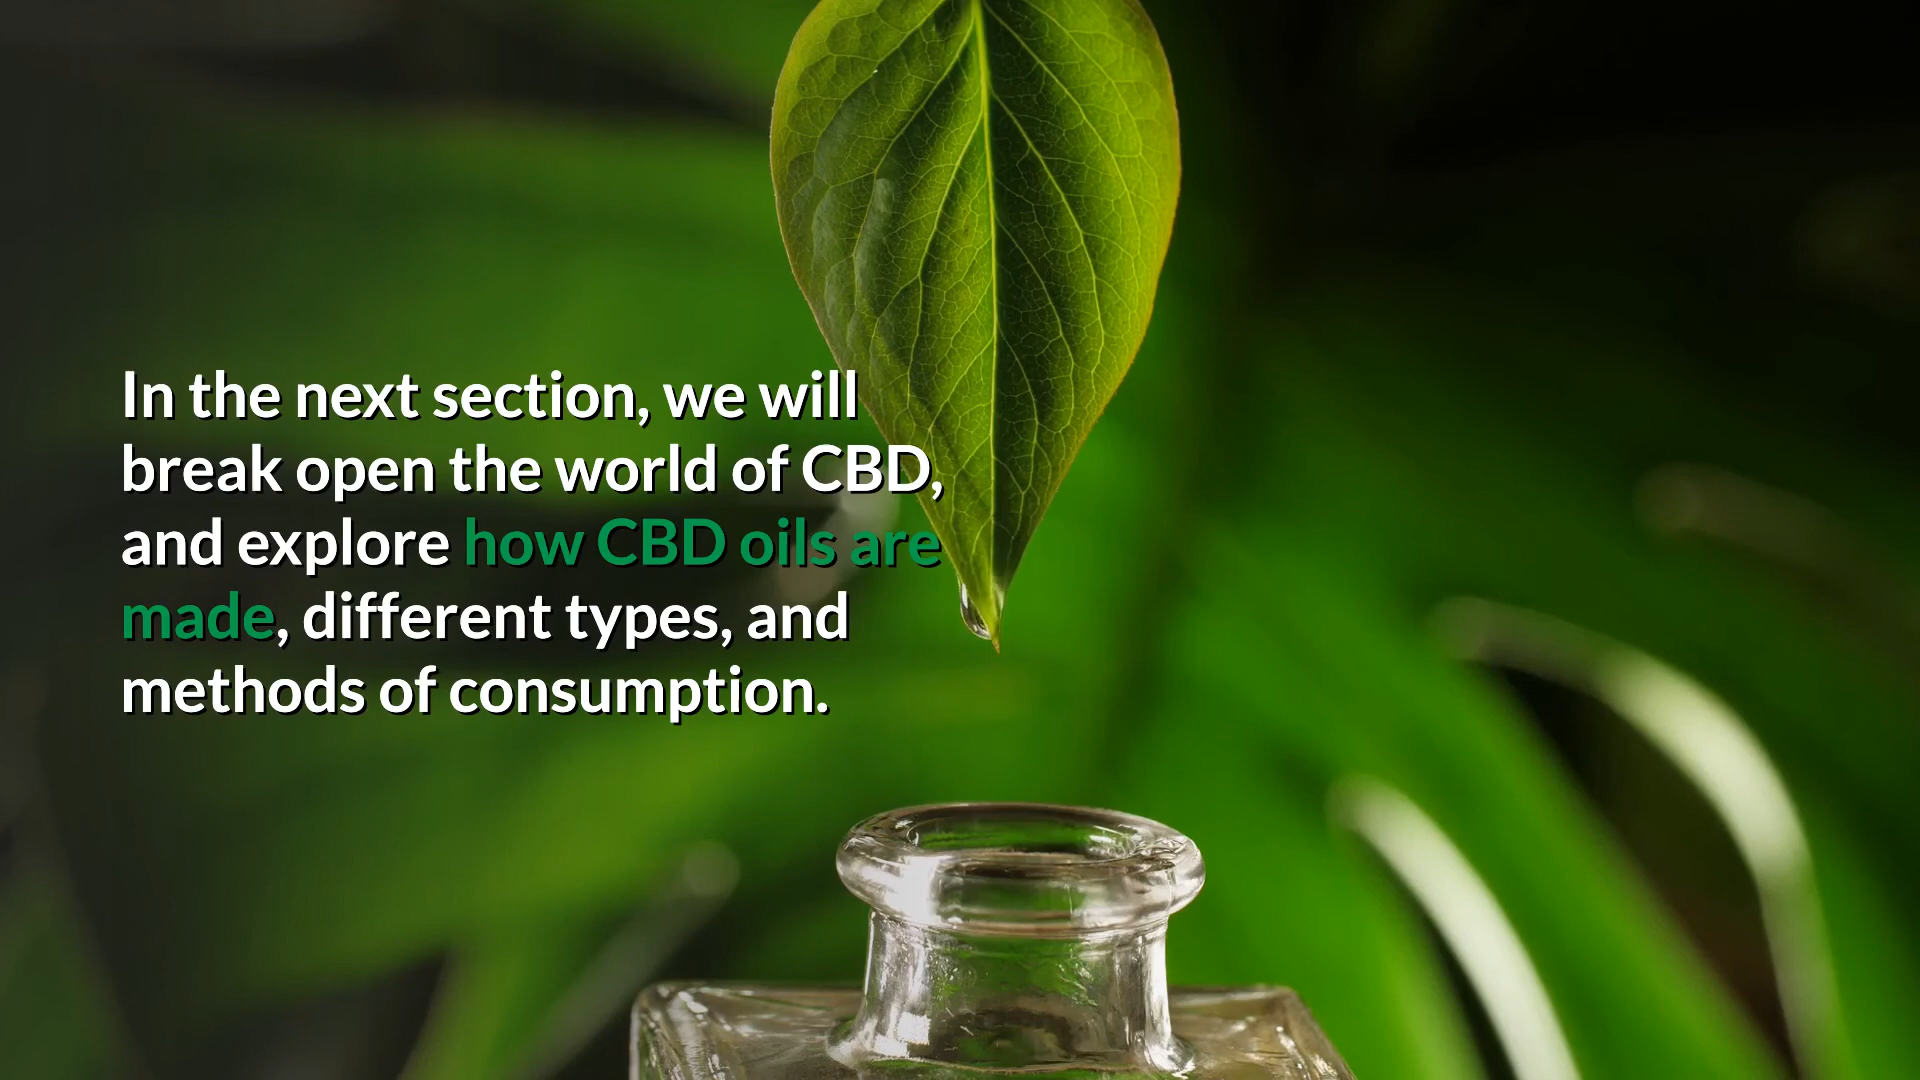 In the next section, we will
break open the world of CBD,
and explore how CBD oils are
made, different types, and
methods of consumption.